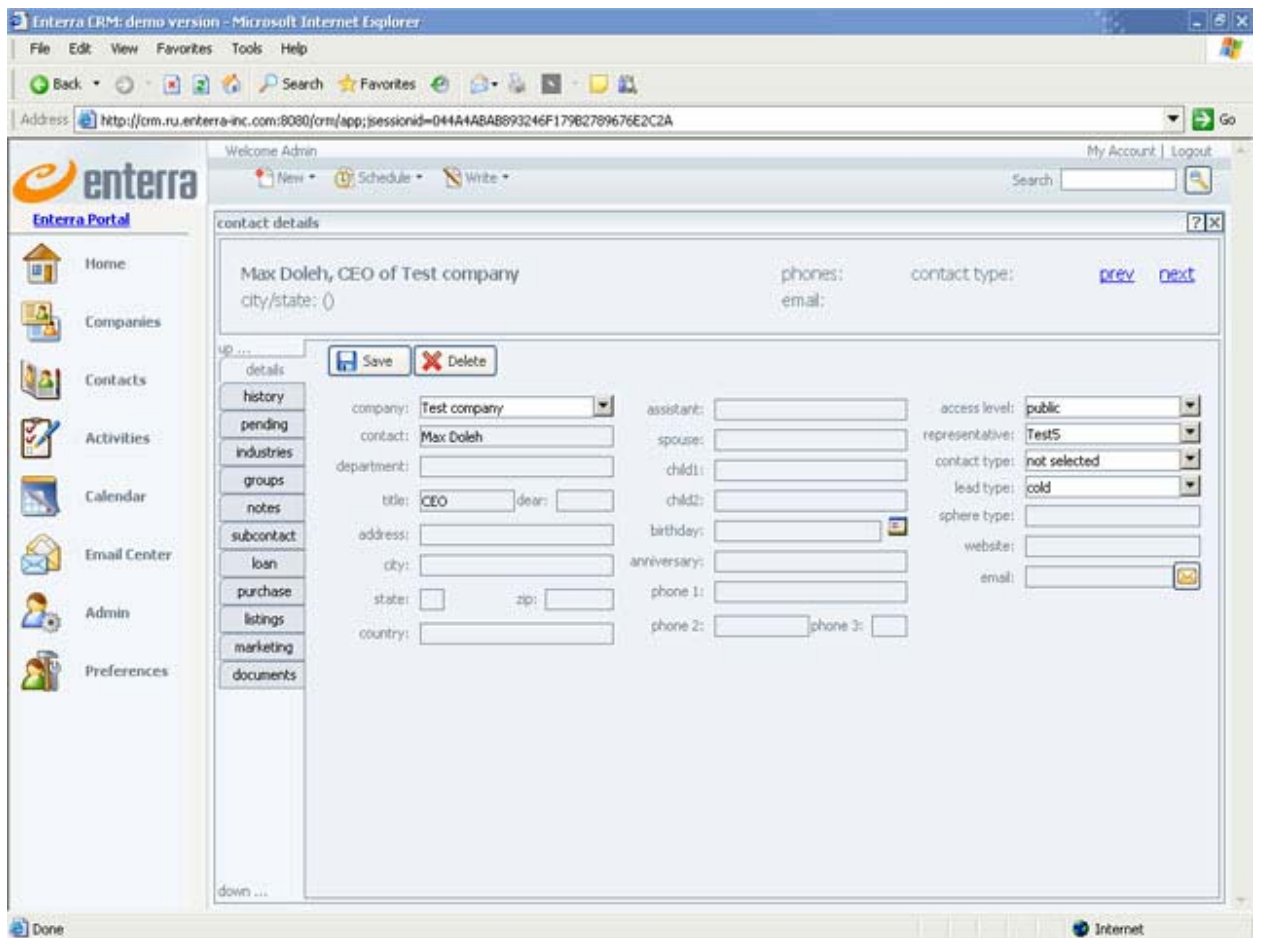 Enterra CRM: demo version - Microsoft Internet Explorer
File Edit View Favorites Tools Help
Back Search Favorites
Address http://crm.ru.enterra-inc.com:8080/crm/app;jsessionid=044A4ABAB893246F179B2789676E2C2A Go
Welcome Admin My Account | Logout
enterra
New Schedule Write Search
Enterra Portal
contact details
Home
Companies
Contacts
Activities
Calendar
Email Center
Admin
Preferences
Max Doleh, CEO of Test company phones: contact type: prev next
city/state: () email:
up ...
details
history
pending
industries
groups
notes
subcontact
loan
purchase
listings
marketing
documents
down ...
Save Delete
company: Test company
contact: Max Doleh
department:
title: CEO dear:
address:
city:
state: zip:
country:
assistant:
spouse:
child1:
child2:
birthday:
anniversary:
phone 1:
phone 2: phone 3:
access level: public
representative: Test5
contact type: not selected
lead type: cold
sphere type:
website:
email:
Done Internet